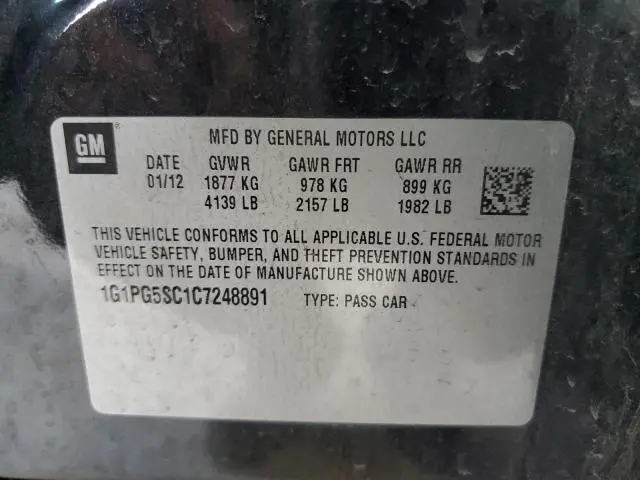 GM® MFD BY GENERAL MOTORS LLC
DATE GVWR GAWR FRT GAWR RR
01/12 1877 KG 978 KG 899 KG
4139 LB 2157 LB 1982 LB
THIS VEHICLE CONFORMS TO ALL APPLICABLE U.S. FEDERAL MOTOR
VEHICLE SAFETY, BUMPER, AND THEFT PREVENTION STANDARDS IN
EFFECT ON THE DATE OF MANUFACTURE SHOWN ABOVE.
1G1PG5SC1C7248891 TYPE: PASS CAR